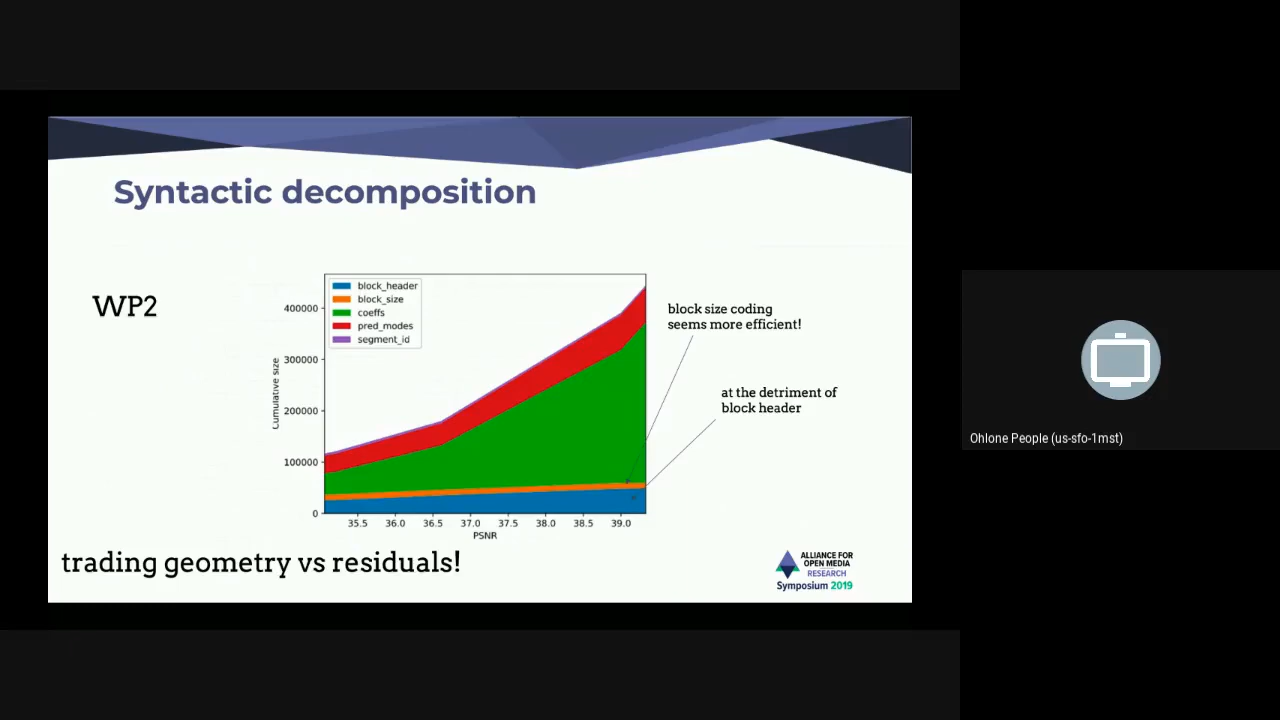 Syntactic decomposition
WP2
block_header
block_size
coeffs
pred_modes
segment_id
400000
300000
200000
100000
0
Cumulative size
35.5 36.0 36.5 37.0 37.5 38.0 38.5 39.0
PSNR
block size coding
seems more efficient!
at the detriment of
block header
trading geometry vs residuals!
ALLIANCE FOR
OPEN MEDIA
RESEARCH
Symposium 2019
Ohlone People (us-sfo-1mst)